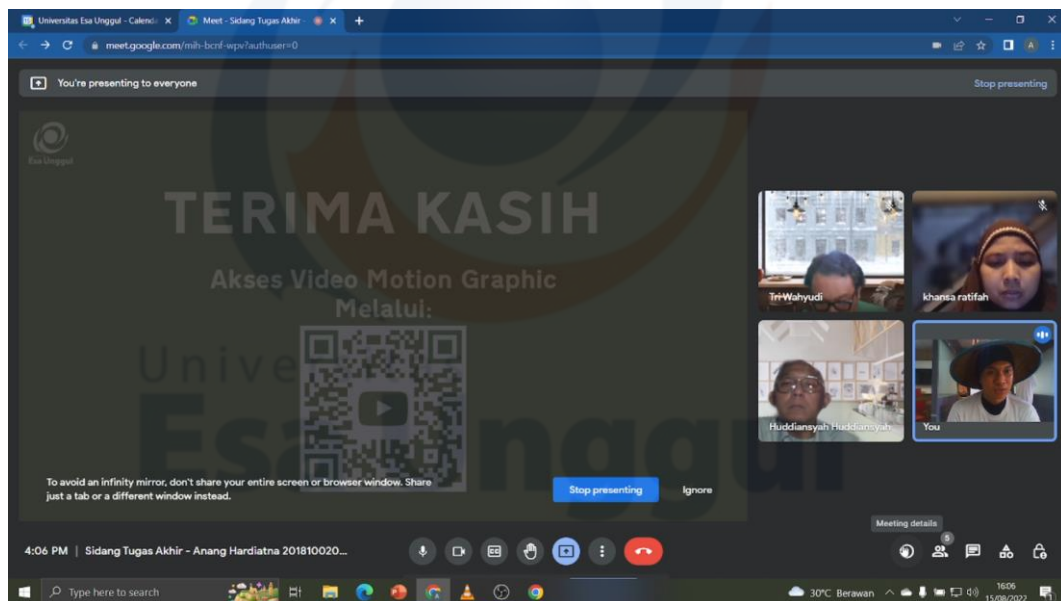 Universitas Esa Unggul - Calenda
Meet - Sidang Tugas Akhir -
meet.google.com/mih-bcnf-wpv?authuser=0
A
You're presenting to everyone
Stop presenting
Esa Unggul
TERIMA KASIH
Akses Video Motion Graphic
Melalui:
Tri Wahyudi
khansa ratifah
Huddiansyah Huddiansyah
You
To avoid an infinity mirror, don't share your entire screen or browser window. Share
just a tab or a different window instead.
Stop presenting
Ignore
Meeting details
4:06 PM | Sidang Tugas Akhir - Anang Hardiatna 201810020...
5
Type here to search
30°C Berawan
16:06
15/08/2022